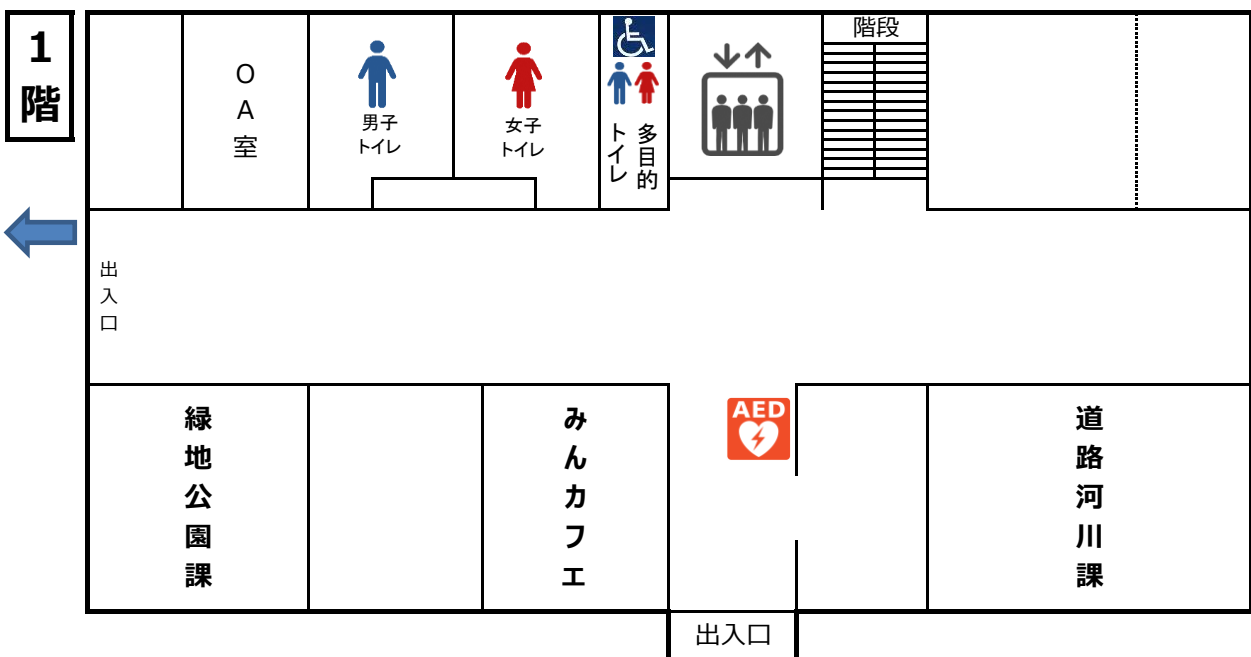 1階
OA室
男子
トイレ
女子
トイレ
多目的
トイレ
階段
出入口
緑地公園課
みんカフエ
AED
道路河川課
出入口